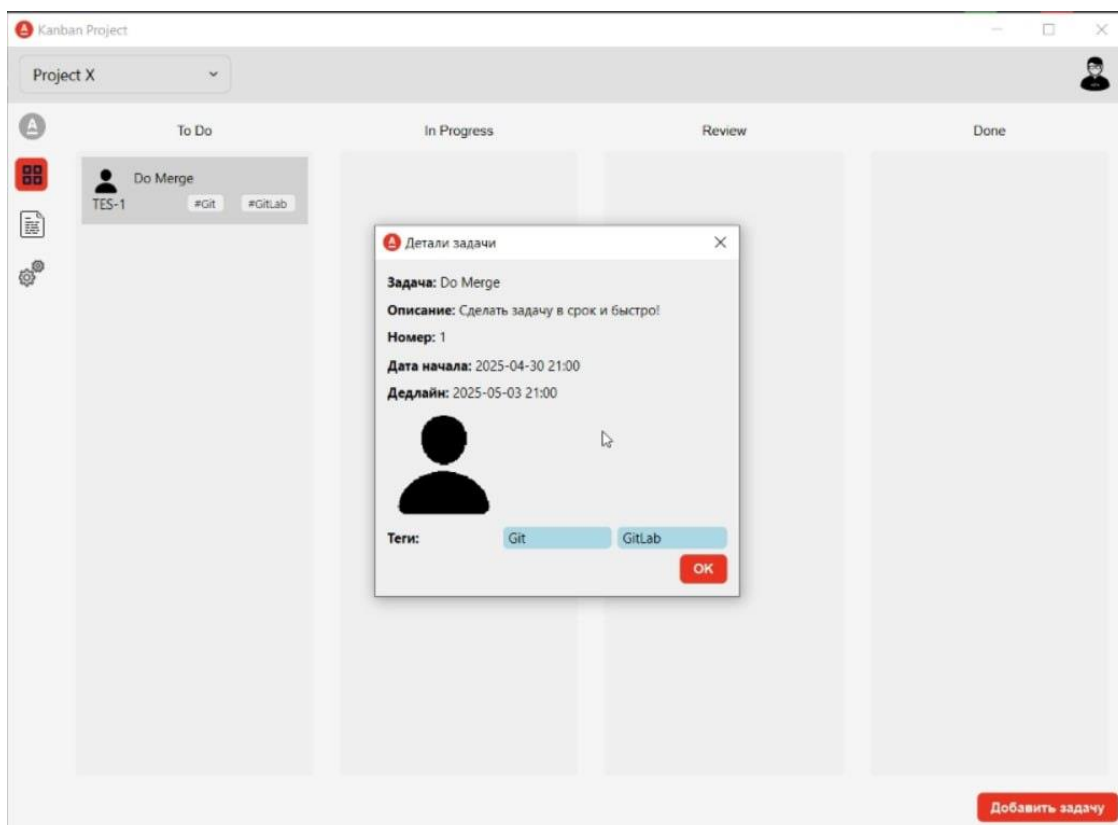 Kanban Project
Project X
To Do
In Progress
Review
Done
Do Merge
TES-1 #Git #GitLab
Детали задачи
Задача: Do Merge
Описание: Сделать задачу в срок и быстро!
Номер: 1
Дата начала: 2025-04-30 21:00
Дедлайн: 2025-05-03 21:00
Теги: Git GitLab
OK
Добавить задачу